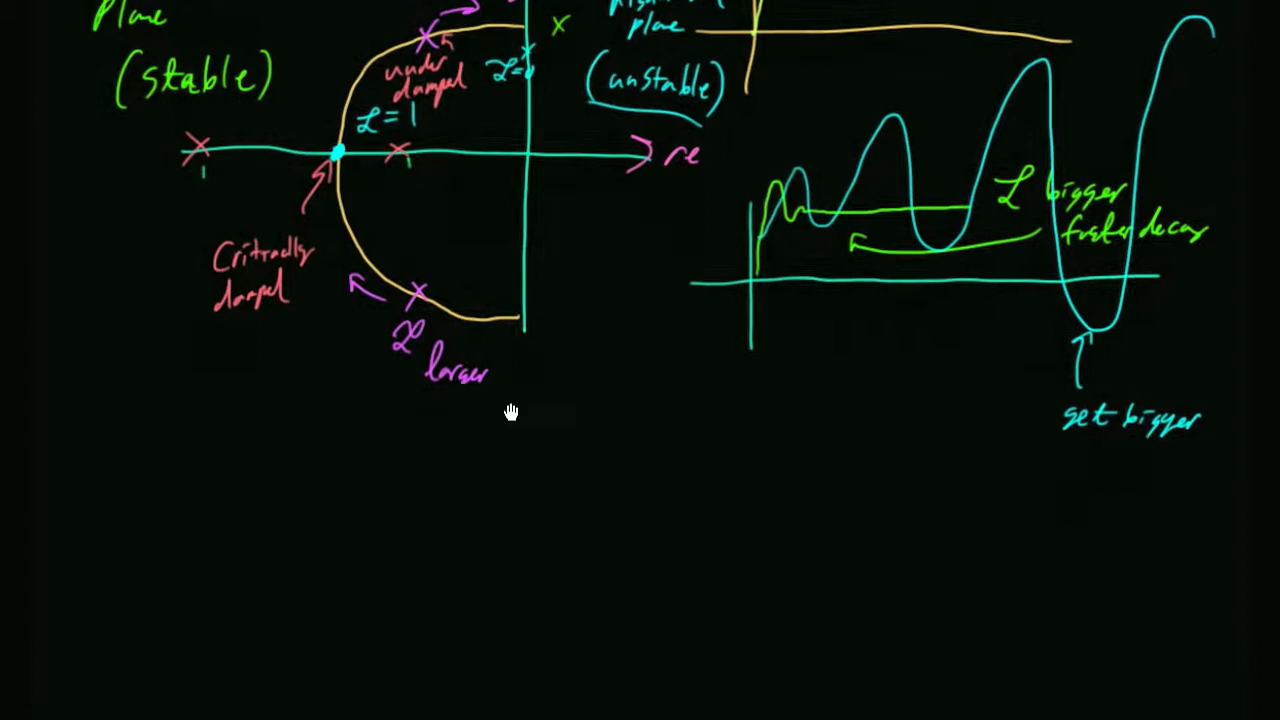 Plane
(stable)
under
damped
plane
(unstable)
= 1
re
Critically
damped
larger
bigger
faster decay
get bigger